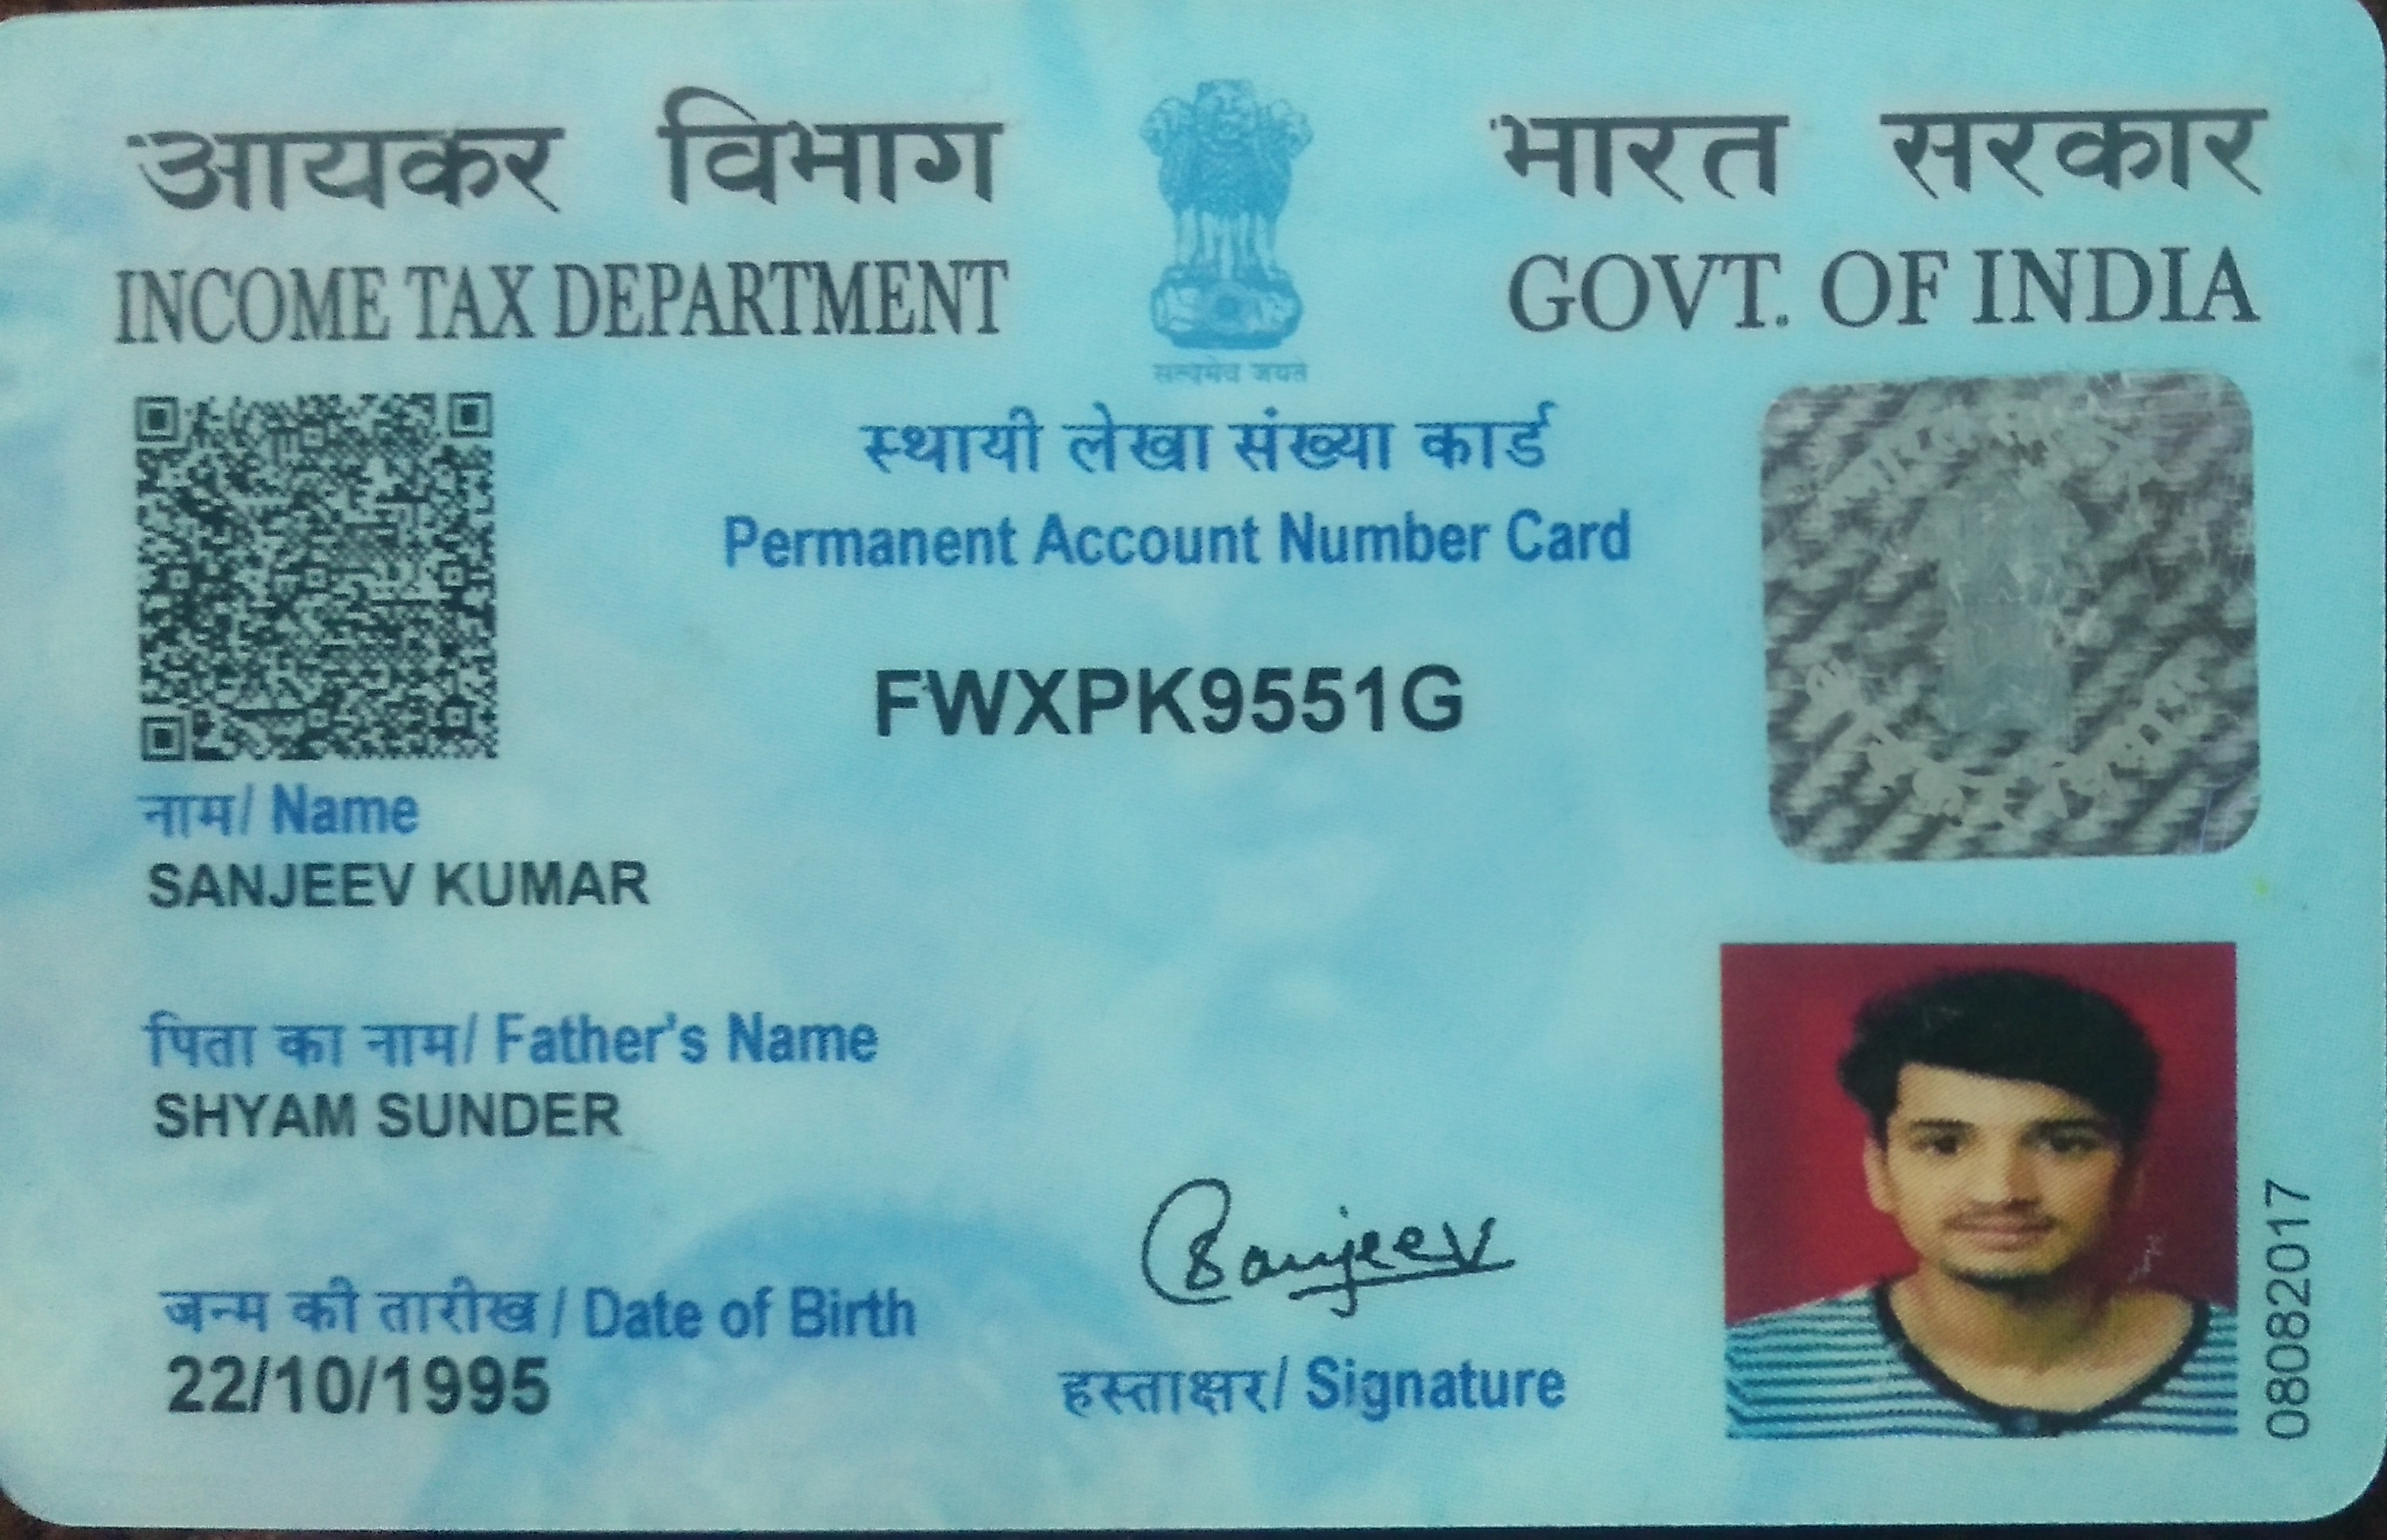 आयकर विभाग
INCOME TAX DEPARTMENT
सत्यमेव जयते
भारत सरकार
GOVT. OF INDIA
स्थायी लेखा संख्या कार्ड
Permanent Account Number Card
FWXPK9551G
नाम/ Name
SANJEEV KUMAR
पिता का नाम/ Father's Name
SHYAM SUNDER
जन्म की तारीख/ Date of Birth
22/10/1995
Sanjeev
हस्ताक्षर/ Signature
08082017